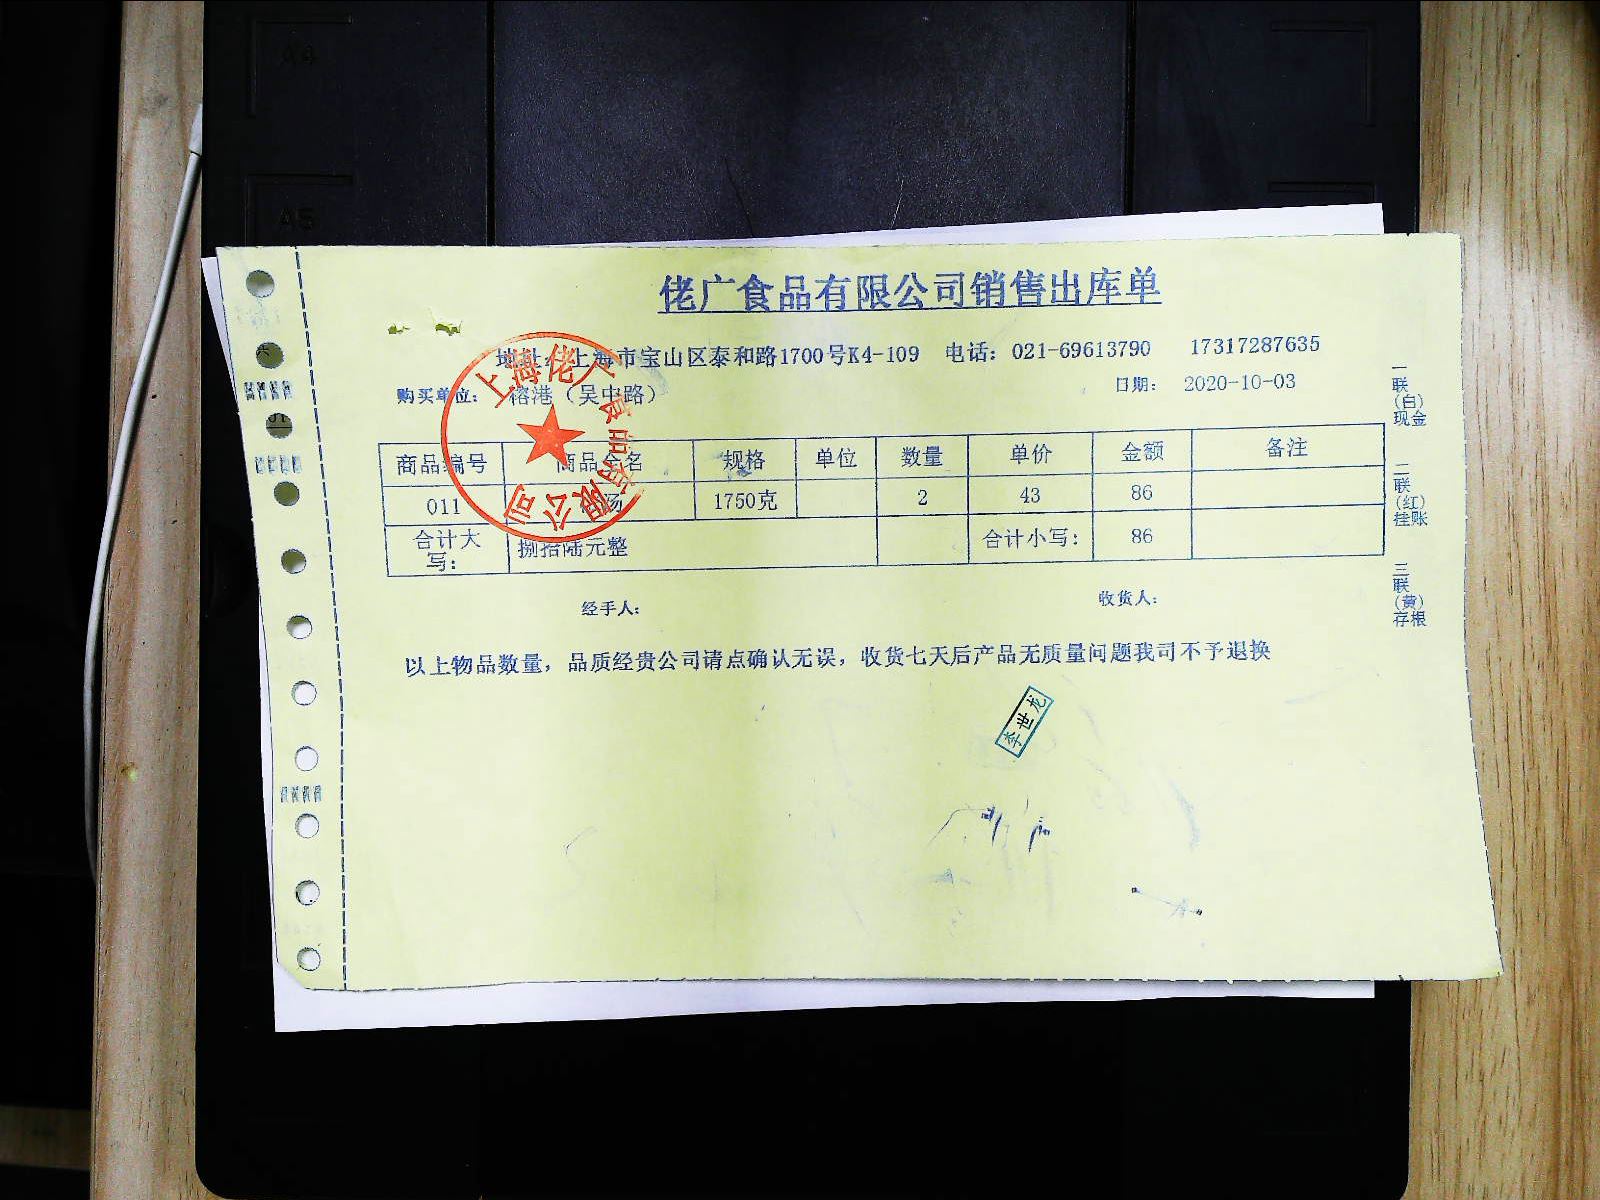 A4
A5
佬广食品有限公司销售出库单
地址：上海市宝山区泰和路1700号K4-109 电话：021-69613790 17317287635
购买单位：榕港（吴中路） 日期：2020-10-03
商品编号 商品全名 规格 单位 数量 单价 金额 备注
011 汤 1750克 2 43 86
合计大写： 捌拾陆元整 合计小写： 86
经手人： 收货人：
以上物品数量，品质经贵公司请点确认无误，收货七天后产品无质量问题我司不予退换
上海佬广食品有限公司
李世龙
一联（白）现金
二联（红）挂账
三联（黄）存根